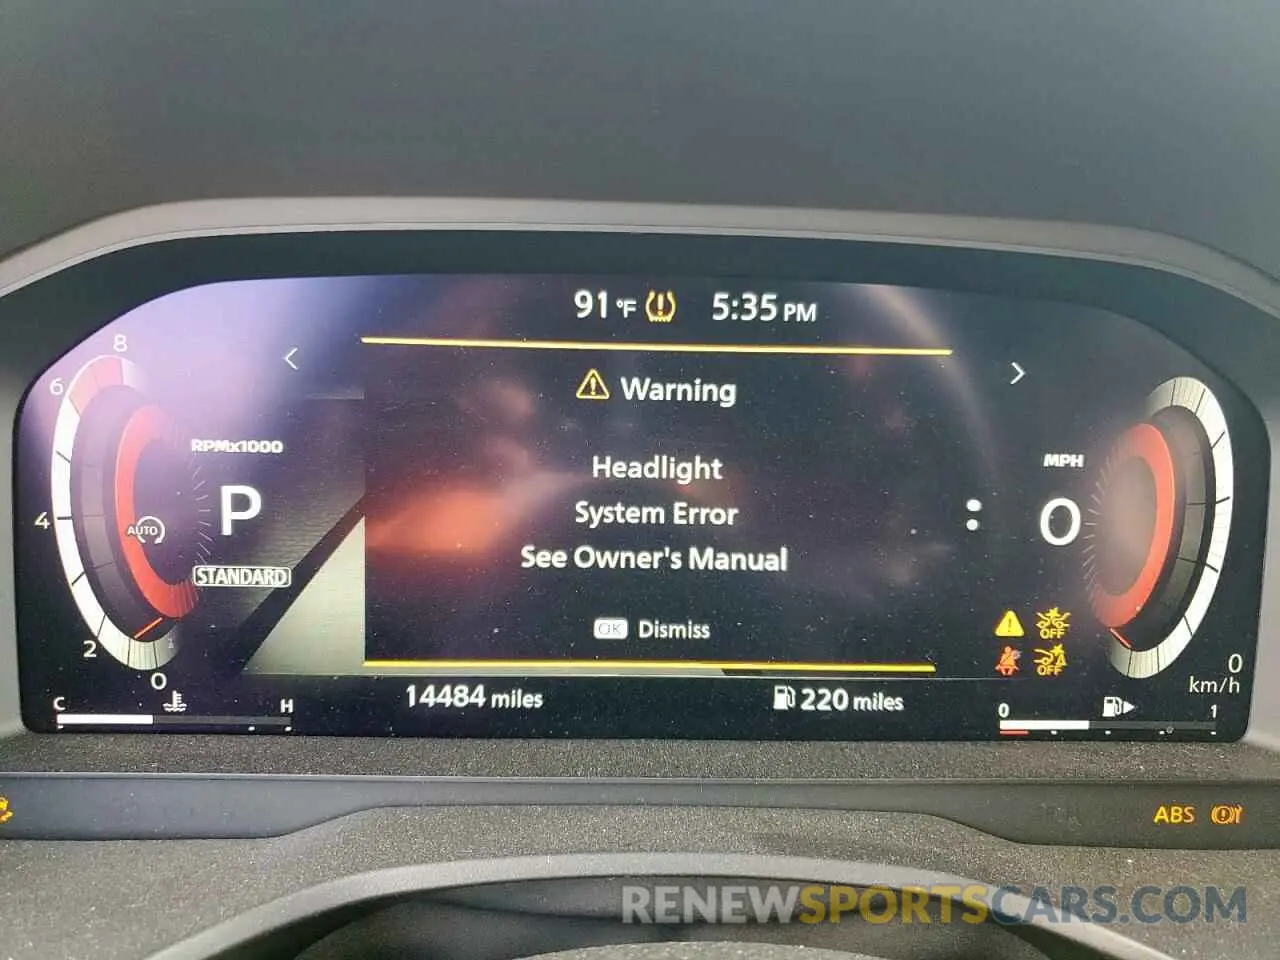 91 °F 5:35 PM
Warning
Headlight
System Error
See Owner's Manual
OK Dismiss
8
6
4
2
0
RPMx1000
P
AUTO
STANDARD
MPH
0
OFF
OFF
0
km/h
C H
14484 miles
220 miles
0 1
ABS
RENEWSPORTSCARS.COM